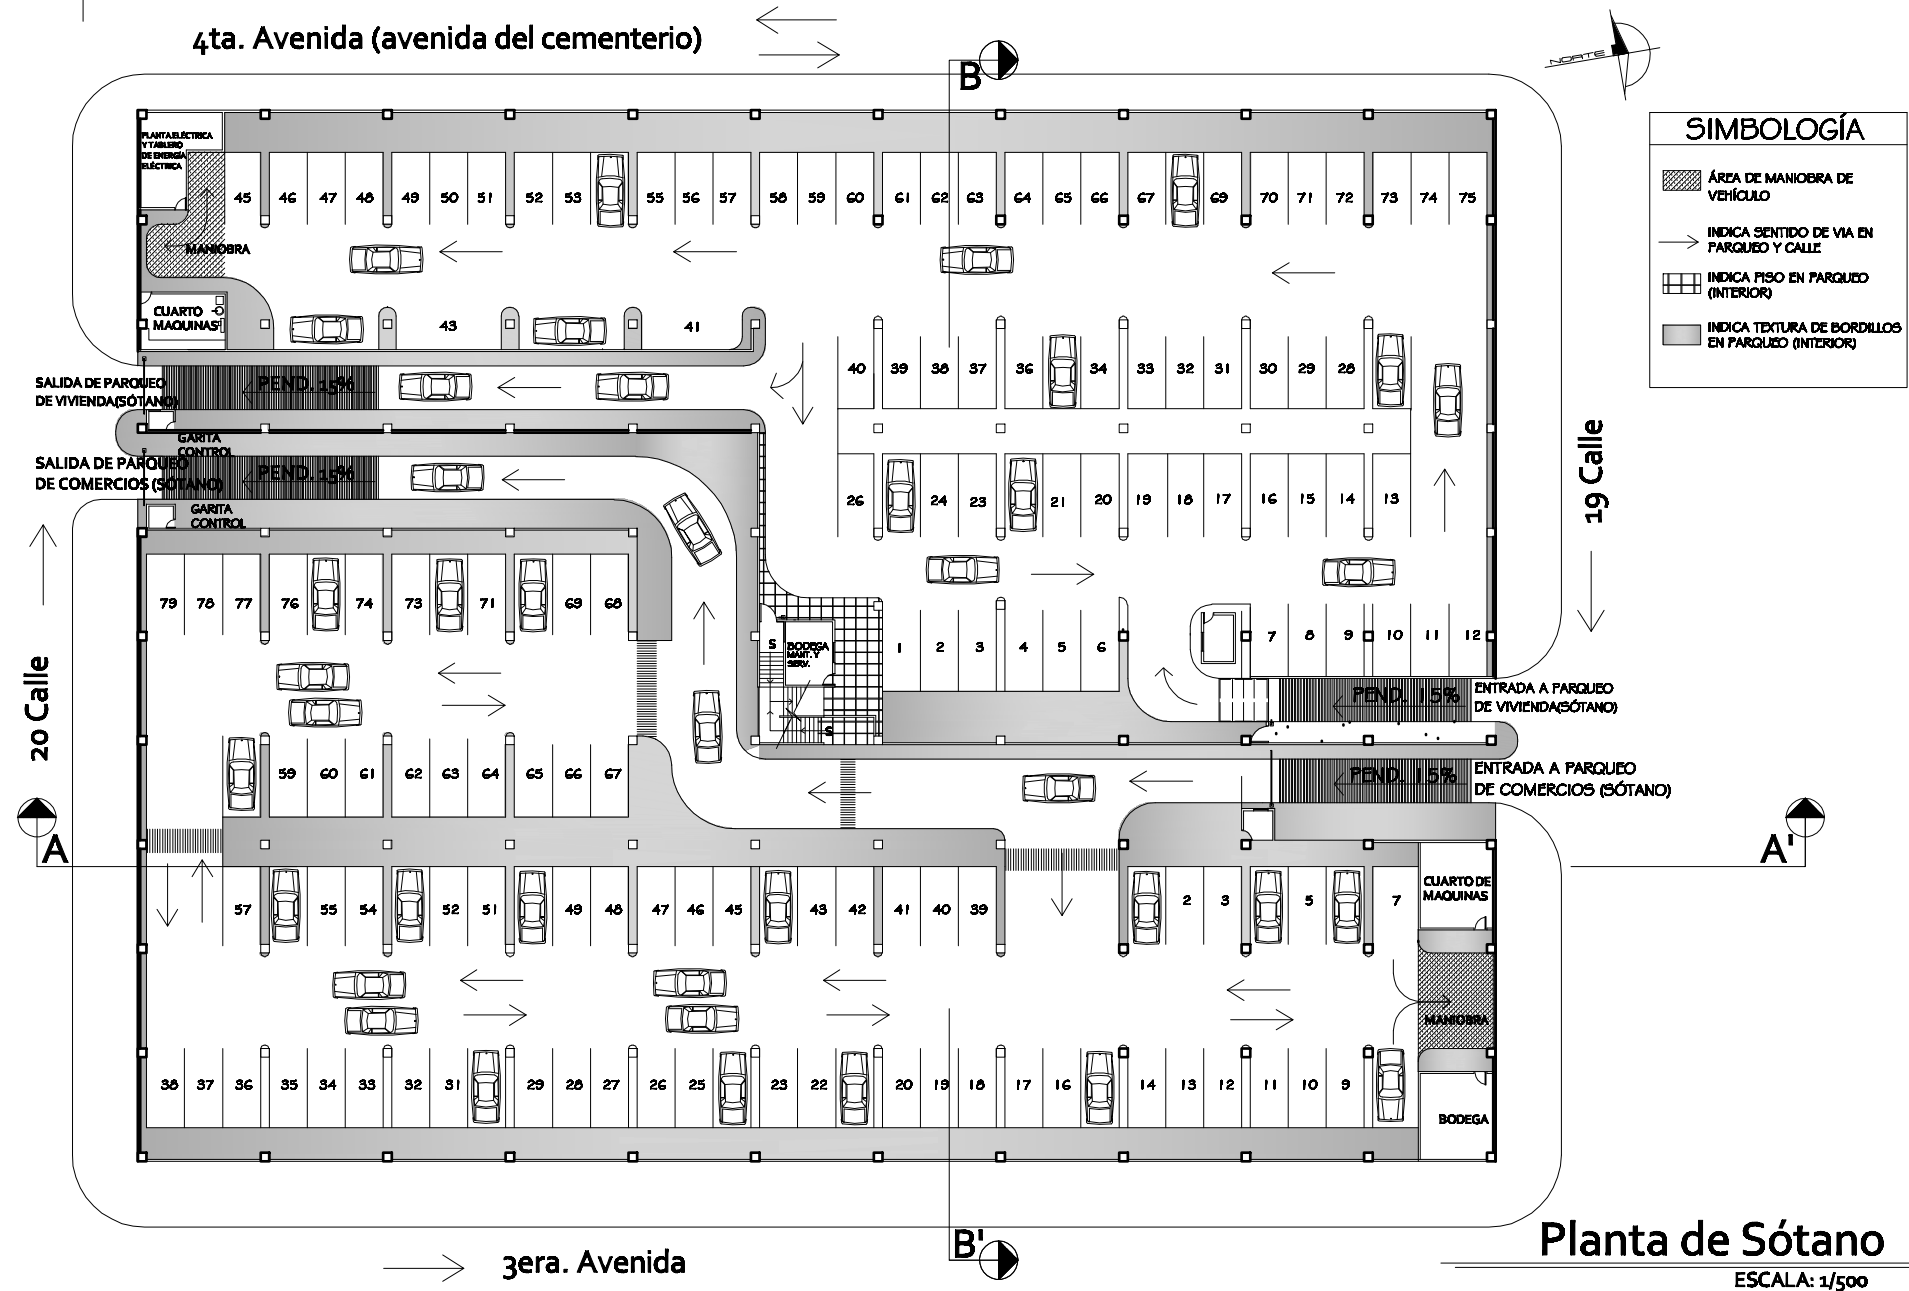 4ta. Avenida (avenida del cementerio)
B
NORTE
SIMBOLOGÍA
ÁREA DE MANIOBRA DE
VEHÍCULO
INDICA SENTIDO DE VIA EN
PARQUEO Y CALLE
INDICA PISO EN PARQUEO
(INTERIOR)
INDICA TEXTURA DE BORDILLOS
EN PARQUEO (INTERIOR)
PLANTA ELÉCTRICA
Y TABLERO
DE ENERGÍA
ELÉCTRICA
45 46 47 48 49 50 51 52 53 55 56 57 58 59 60 61 62 63 64 65 66 67 69 70 71 72 73 74 75
MANIOBRA
CUARTO
MAQUINAS
43 41
40 39 38 37 36 34 33 32 31 30 29 28
SALIDA DE PARQUEO
DE VIVIENDA(SÓTANO)
PEND. 15%
GARITA
CONTROL
SALIDA DE PARQUEO
DE COMERCIOS (SÓTANO)
PEND. 15%
GARITA
CONTROL
26 24 23 21 20 19 18 17 16 15 14 13
19 Calle
20 Calle
79 78 77 76 74 73 71 69 68
S
BODEGA
MANT. Y
SERV.
S
1 2 3 4 5 6 7 8 9 10 11 12
PEND. 15%
ENTRADA A PARQUEO
DE VIVIENDA(SÓTANO)
59 60 61 62 63 64 65 66 67
PEND. 15%
ENTRADA A PARQUEO
DE COMERCIOS (SÓTANO)
A
A'
57 55 54 52 51 49 48 47 46 45 43 42 41 40 39 2 3 5 7
CUARTO DE
MAQUINAS
MANIOBRA
38 37 36 35 34 33 32 31 29 28 27 26 25 23 22 20 19 18 17 16 14 13 12 11 10 9
BODEGA
B'
3era. Avenida
Planta de Sótano
ESCALA: 1/500